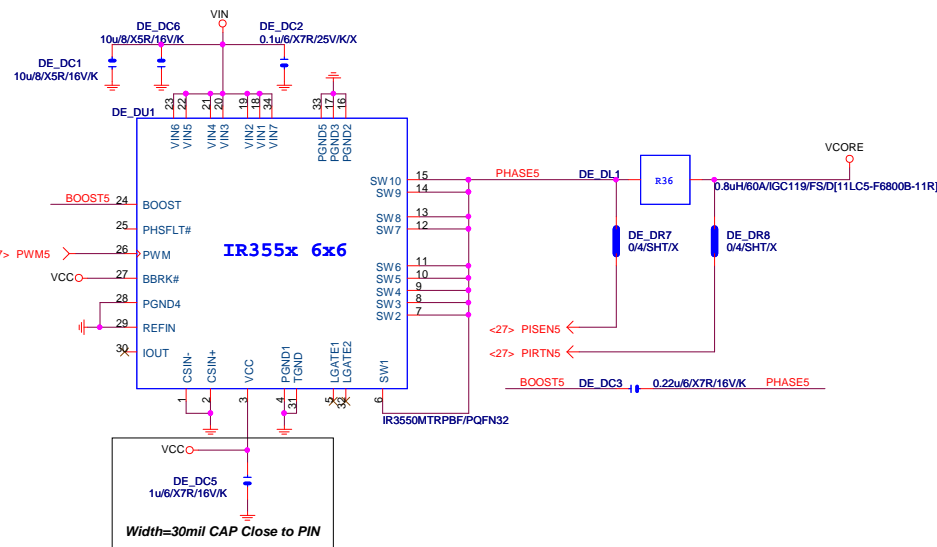 VIN
DE_DC6
10u/8/X5R/16V/K
DE_DC2
0.1u/6/X7R/25V/K/X
DE_DC1
10u/8/X5R/16V/K
DE_DU1
23 22 21 20 19 18 34 33 17 16
VIN6 VIN5 VIN4 VIN3 VIN2 VIN1 VIN7 PGND5 PGND3 PGND2
VCORE
SW10 15 PHASE5 DE_DL1
R36
0.8uH/60A/IGC119/FS/D[11LC5-F6800B-11R]
SW9 14
BOOST5 24 BOOST
SW8 13
SW7 12
25 PHSFLT#
DE_DR7
0/4/SHT/X
DE_DR8
0/4/SHT/X
IR355x 6x6
7> PWM5 26 PWM
SW6 11
VCC 27 BBRK#
SW5 10
SW4 9
28 PGND4
SW3 8
SW2 7
29 REFIN
<27> PISEN5
30 IOUT
<27> PIRTN5
CSIN- CSIN+ VCC PGND1 TGND LGATE1 LGATE2 SW1
1 2 3 4 31 5 32 6
BOOST5 DE_DC3 0.22u/6/X7R/16V/K PHASE5
IR3550MTRPBF/PQFN32
VCC
DE_DC5
1u/6/X7R/16V/K
Width=30mil CAP Close to PIN